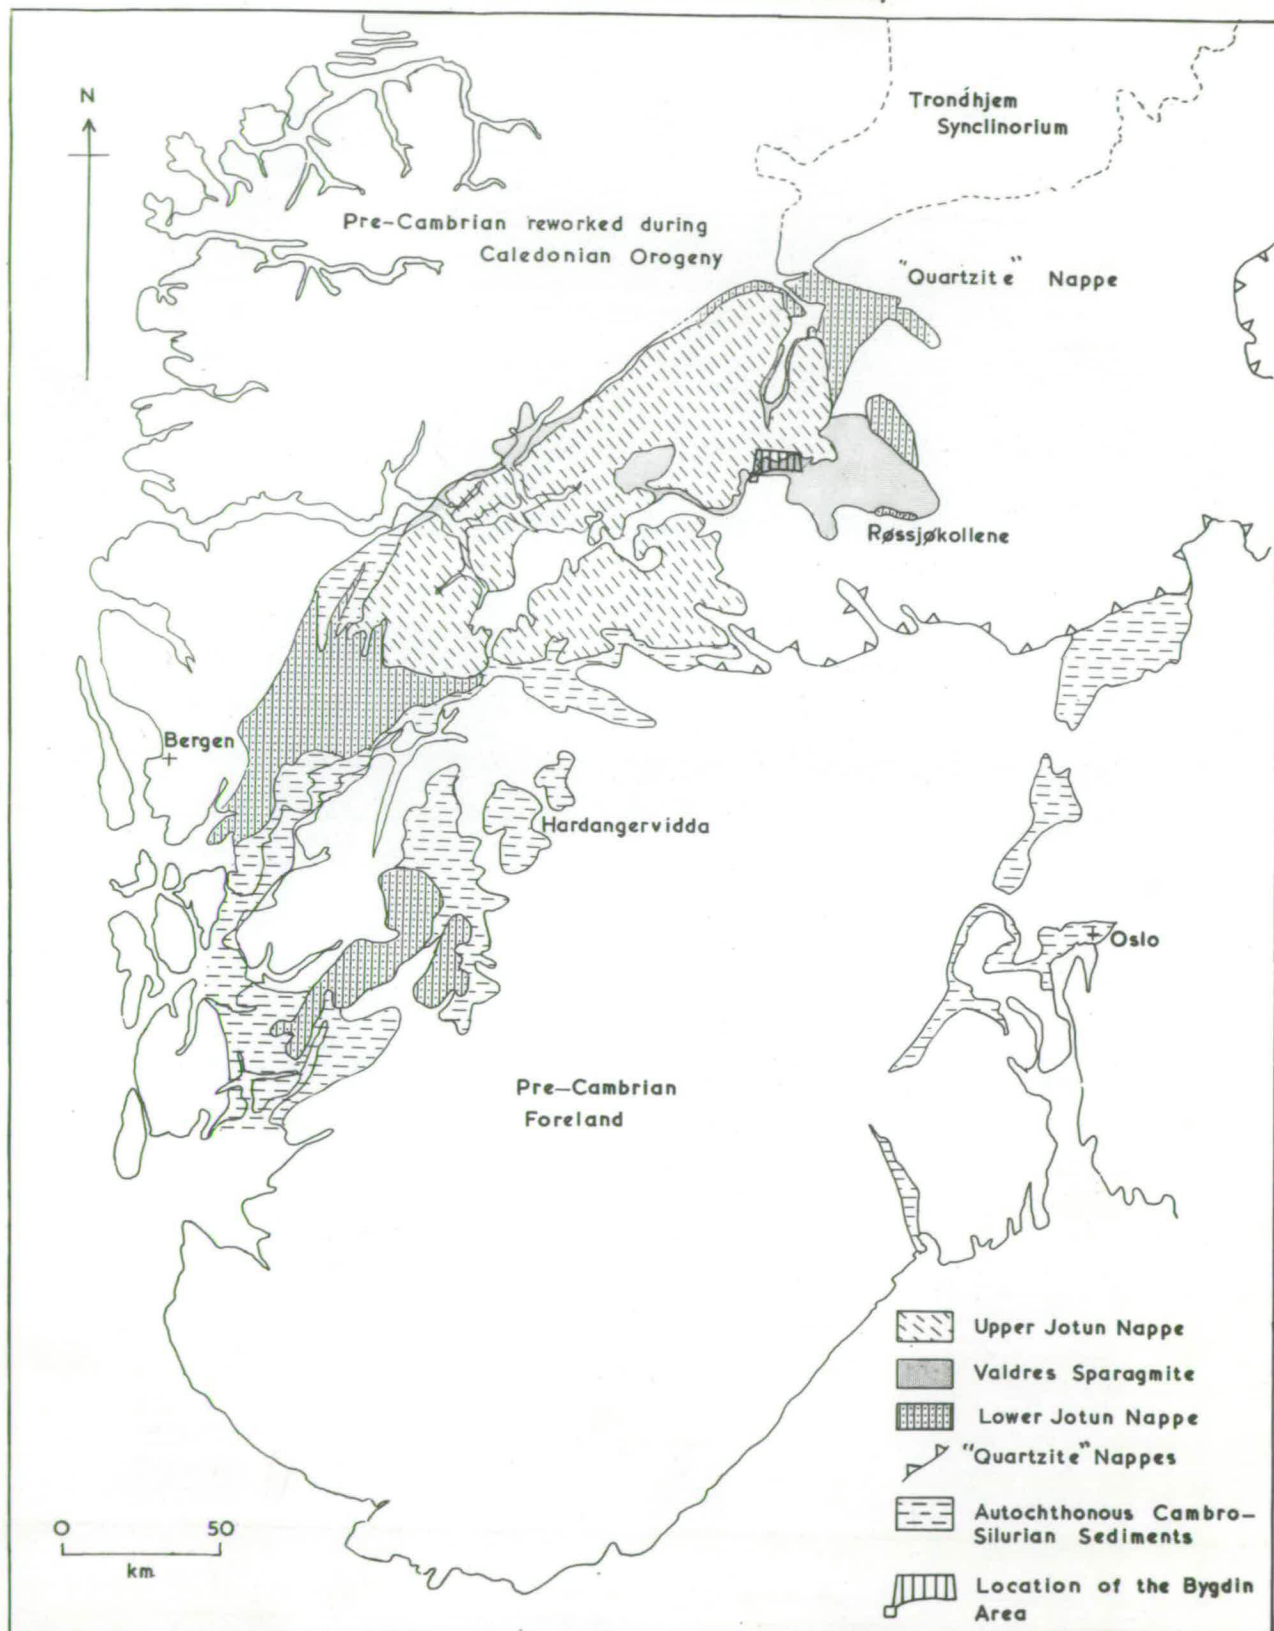 N
Trondhjem
Synclinorium
Pre-Cambrian reworked during
Caledonian Orogeny
"Quartzite" Nappe
Røssjøkollene
Bergen
Hardangervidda
Oslo
Pre-Cambrian
Foreland
Upper Jotun Nappe
Valdres Sparagmite
Lower Jotun Nappe
"Quartzite" Nappes
Autochthonous Cambro-
Silurian Sediments
Location of the Bygdin
Area
0 50
km